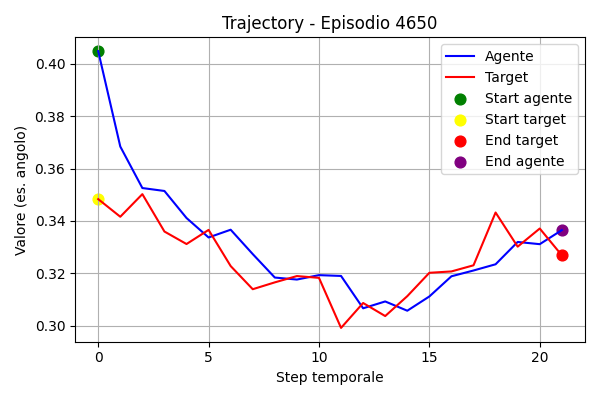 Trajectory - Episodio 4650
Valore (es. angolo)
0.40
0.38
0.36
0.34
0.32
0.30
0
5
10
15
20
Step temporale
Agente
Target
Start agente
Start target
End target
End agente